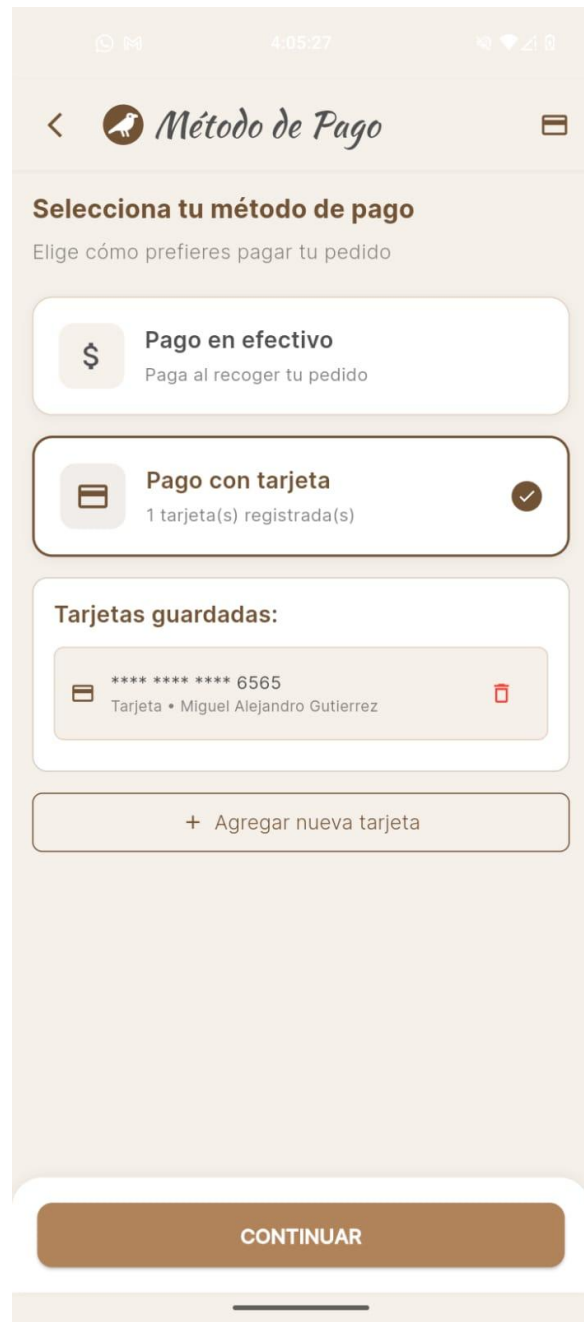 4:05:27
Método de Pago
Selecciona tu método de pago
Elige cómo prefieres pagar tu pedido
$
Pago en efectivo
Paga al recoger tu pedido
Pago con tarjeta
1 tarjeta(s) registrada(s)
Tarjetas guardadas:
**** **** **** 6565
Tarjeta • Miguel Alejandro Gutierrez
+ Agregar nueva tarjeta
CONTINUAR